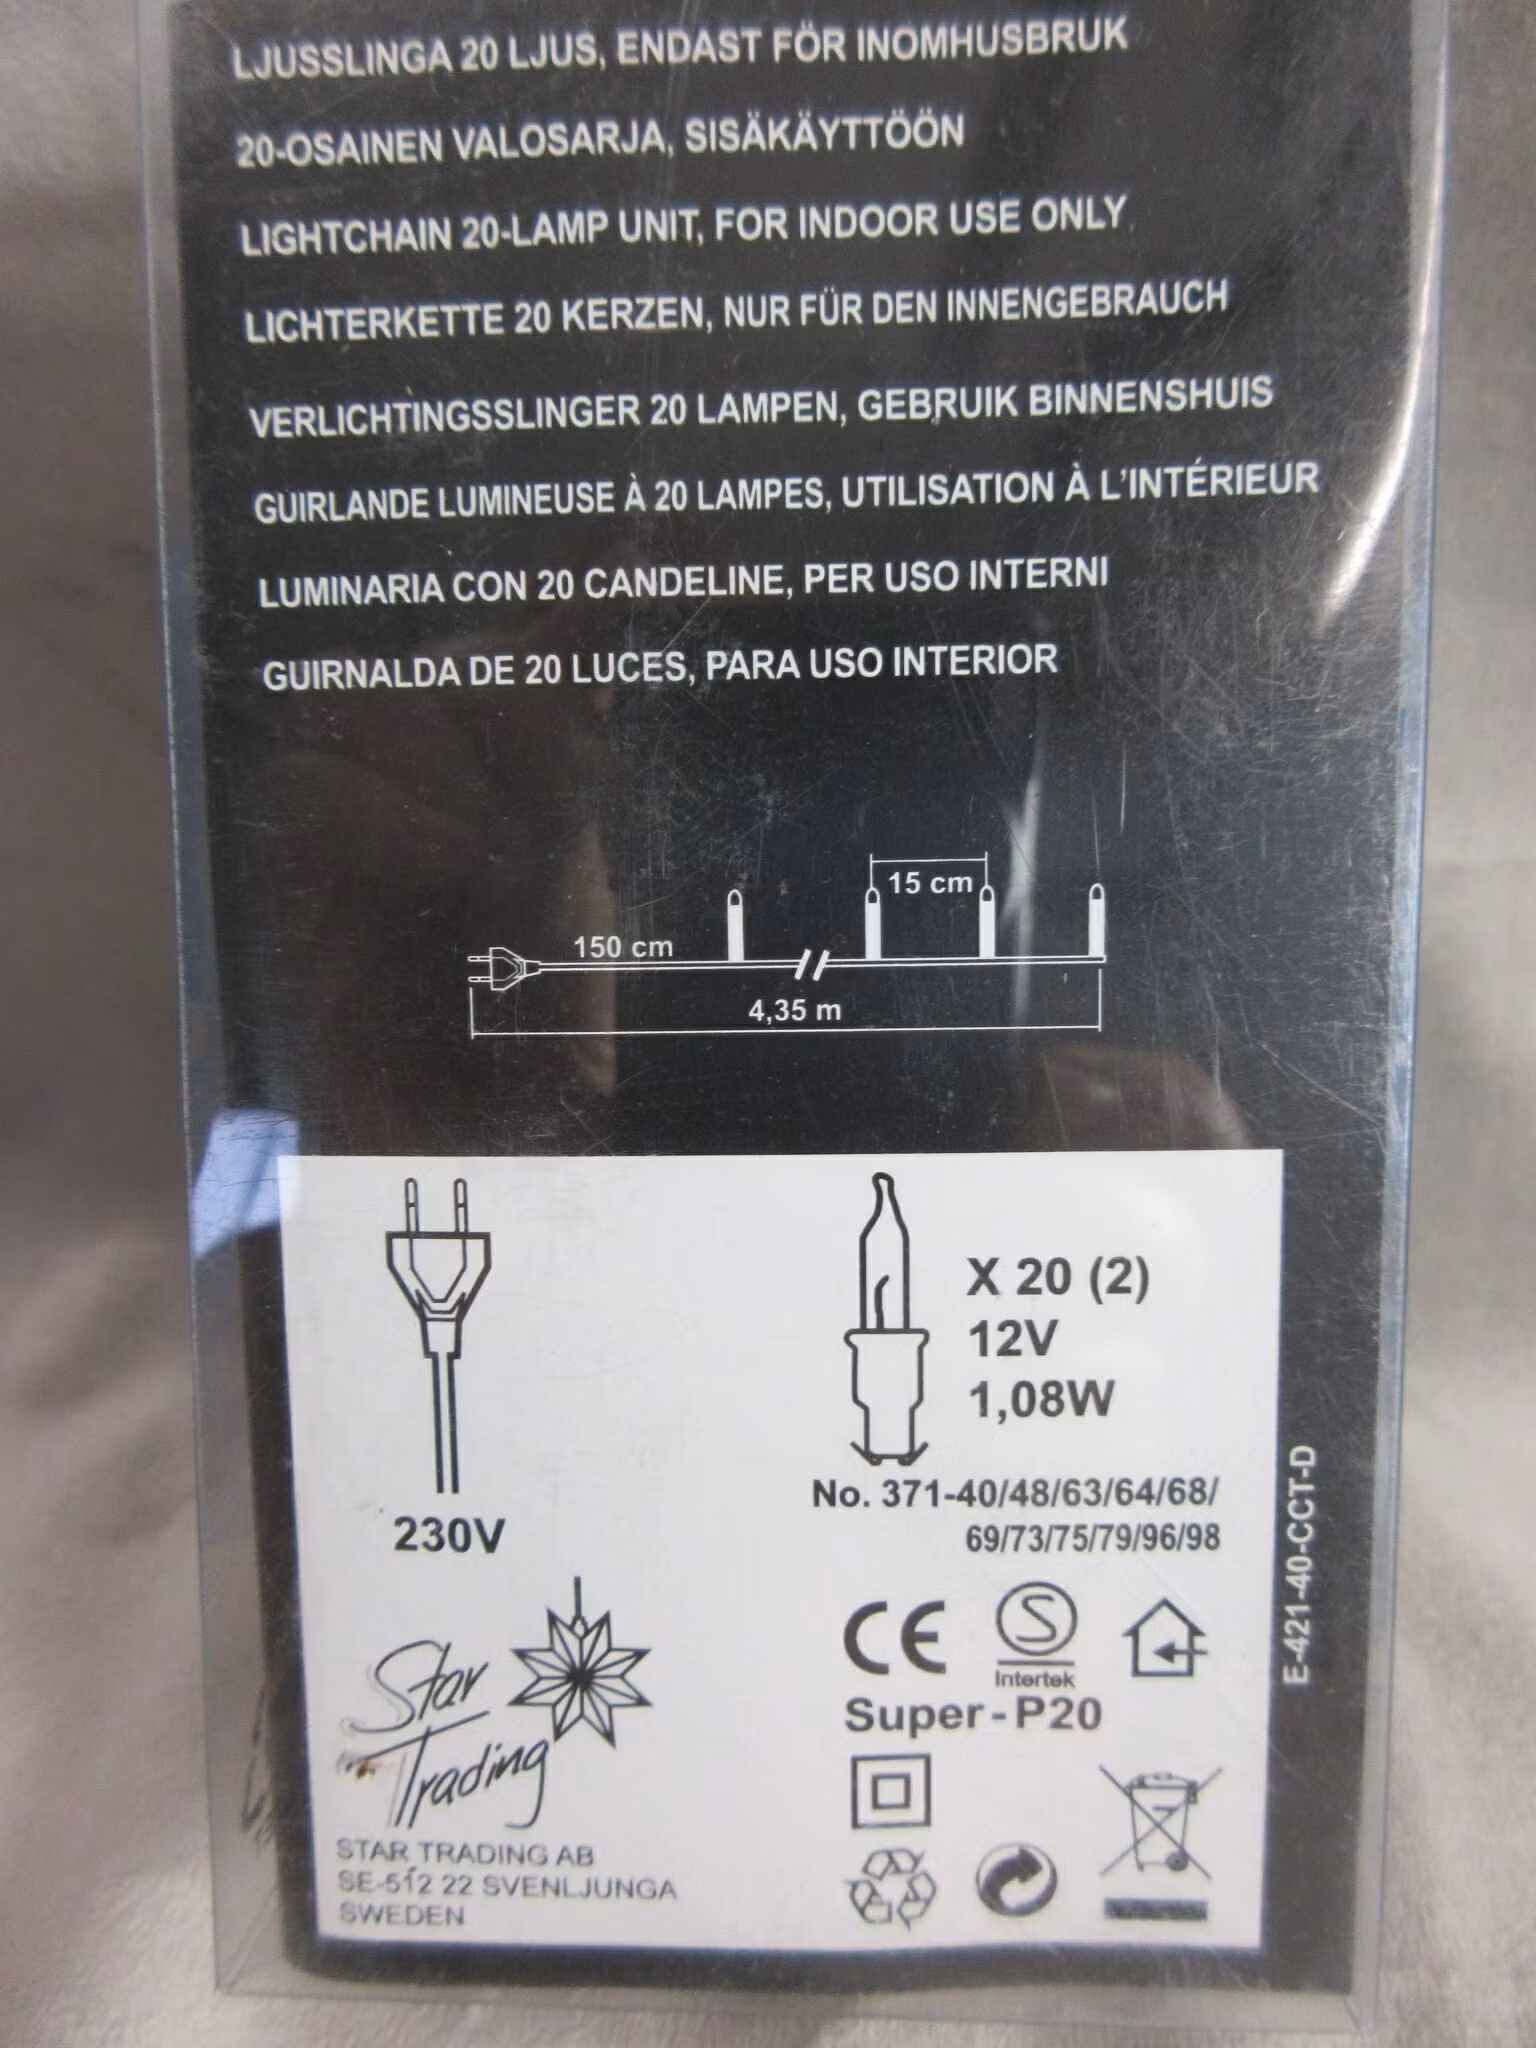 LJUSSLINGA 20 LJUS, ENDAST FÖR INOMHUSBRUK
20-OSAINEN VALOSARJA, SISÄKÄYTTÖÖN
LIGHTCHAIN 20-LAMP UNIT, FOR INDOOR USE ONLY
LICHTERKETTE 20 KERZEN, NUR FÜR DEN INNENGEBRAUCH
VERLICHTINGSSLINGER 20 LAMPEN, GEBRUIK BINNENSHUIS
GUIRLANDE LUMINEUSE À 20 LAMPES, UTILISATION À L'INTÉRIEUR
LUMINARIA CON 20 CANDELINE, PER USO INTERNI
GUIRNALDA DE 20 LUCES, PARA USO INTERIOR
15 cm
150 cm
4,35 m
X 20 (2)
12V
1,08W
230V
No. 371-40/48/63/64/68/
69/73/75/79/96/98
E-421-40-CCT-D
CE
S
Intertek
Super-P20
Star
Trading
STAR TRADING AB
SE-512 22 SVENLJUNGA
SWEDEN